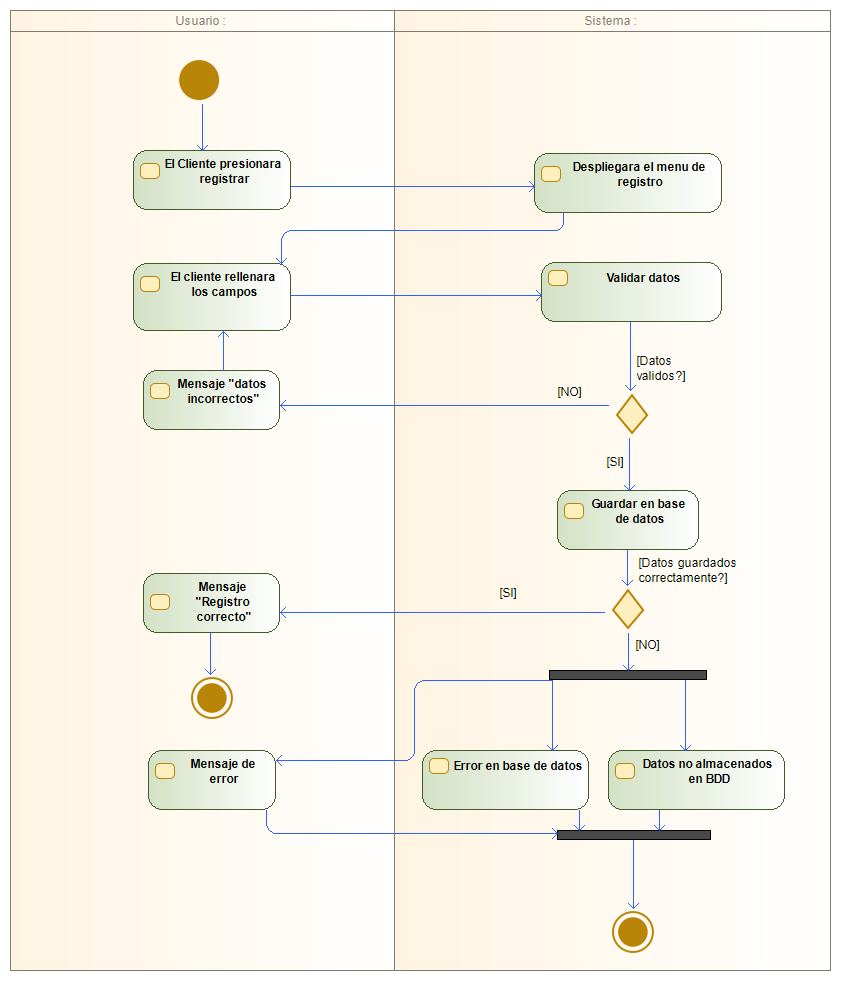 Usuario :
Sistema :
El Cliente presionara
registrar
Despliegara el menu de
registro
El cliente rellenara
los campos
Validar datos
[Datos
validos?]
Mensaje "datos
incorrectos"
[NO]
[SI]
Guardar en base
de datos
[Datos guardados
correctamente?]
Mensaje
"Registro
correcto"
[SI]
[NO]
Mensaje de
error
Error en base de datos
Datos no almacenados
en BDD